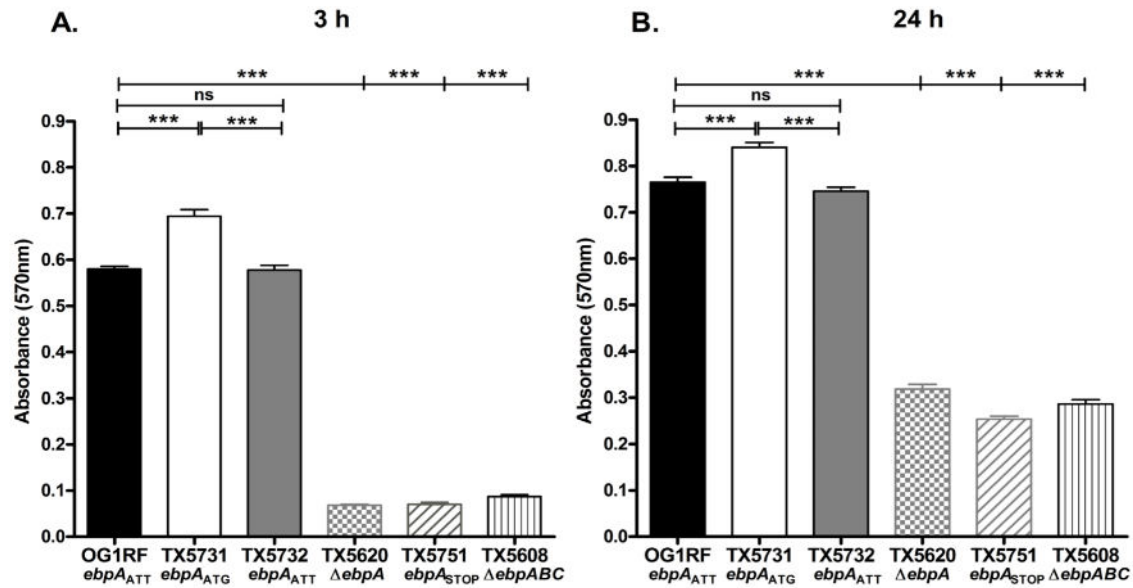 A.
3 h
*** *** ***
ns
*** ***
Absorbance (570nm)
0.9
0.8
0.7
0.6
0.5
0.4
0.3
0.2
0.1
0.0
OG1RF TX5731 TX5732 TX5620 TX5751 TX5608
ebpAATT ebpAATG ebpAATT ΔebpA ebpASTOP ΔebpABC
B.
24 h
*** *** ***
ns
*** ***
Absorbance (570nm)
0.9
0.8
0.7
0.6
0.5
0.4
0.3
0.2
0.1
0.0
OG1RF TX5731 TX5732 TX5620 TX5751 TX5608
ebpAATT ebpAATG ebpAATT ΔebpA ebpASTOP ΔebpABC